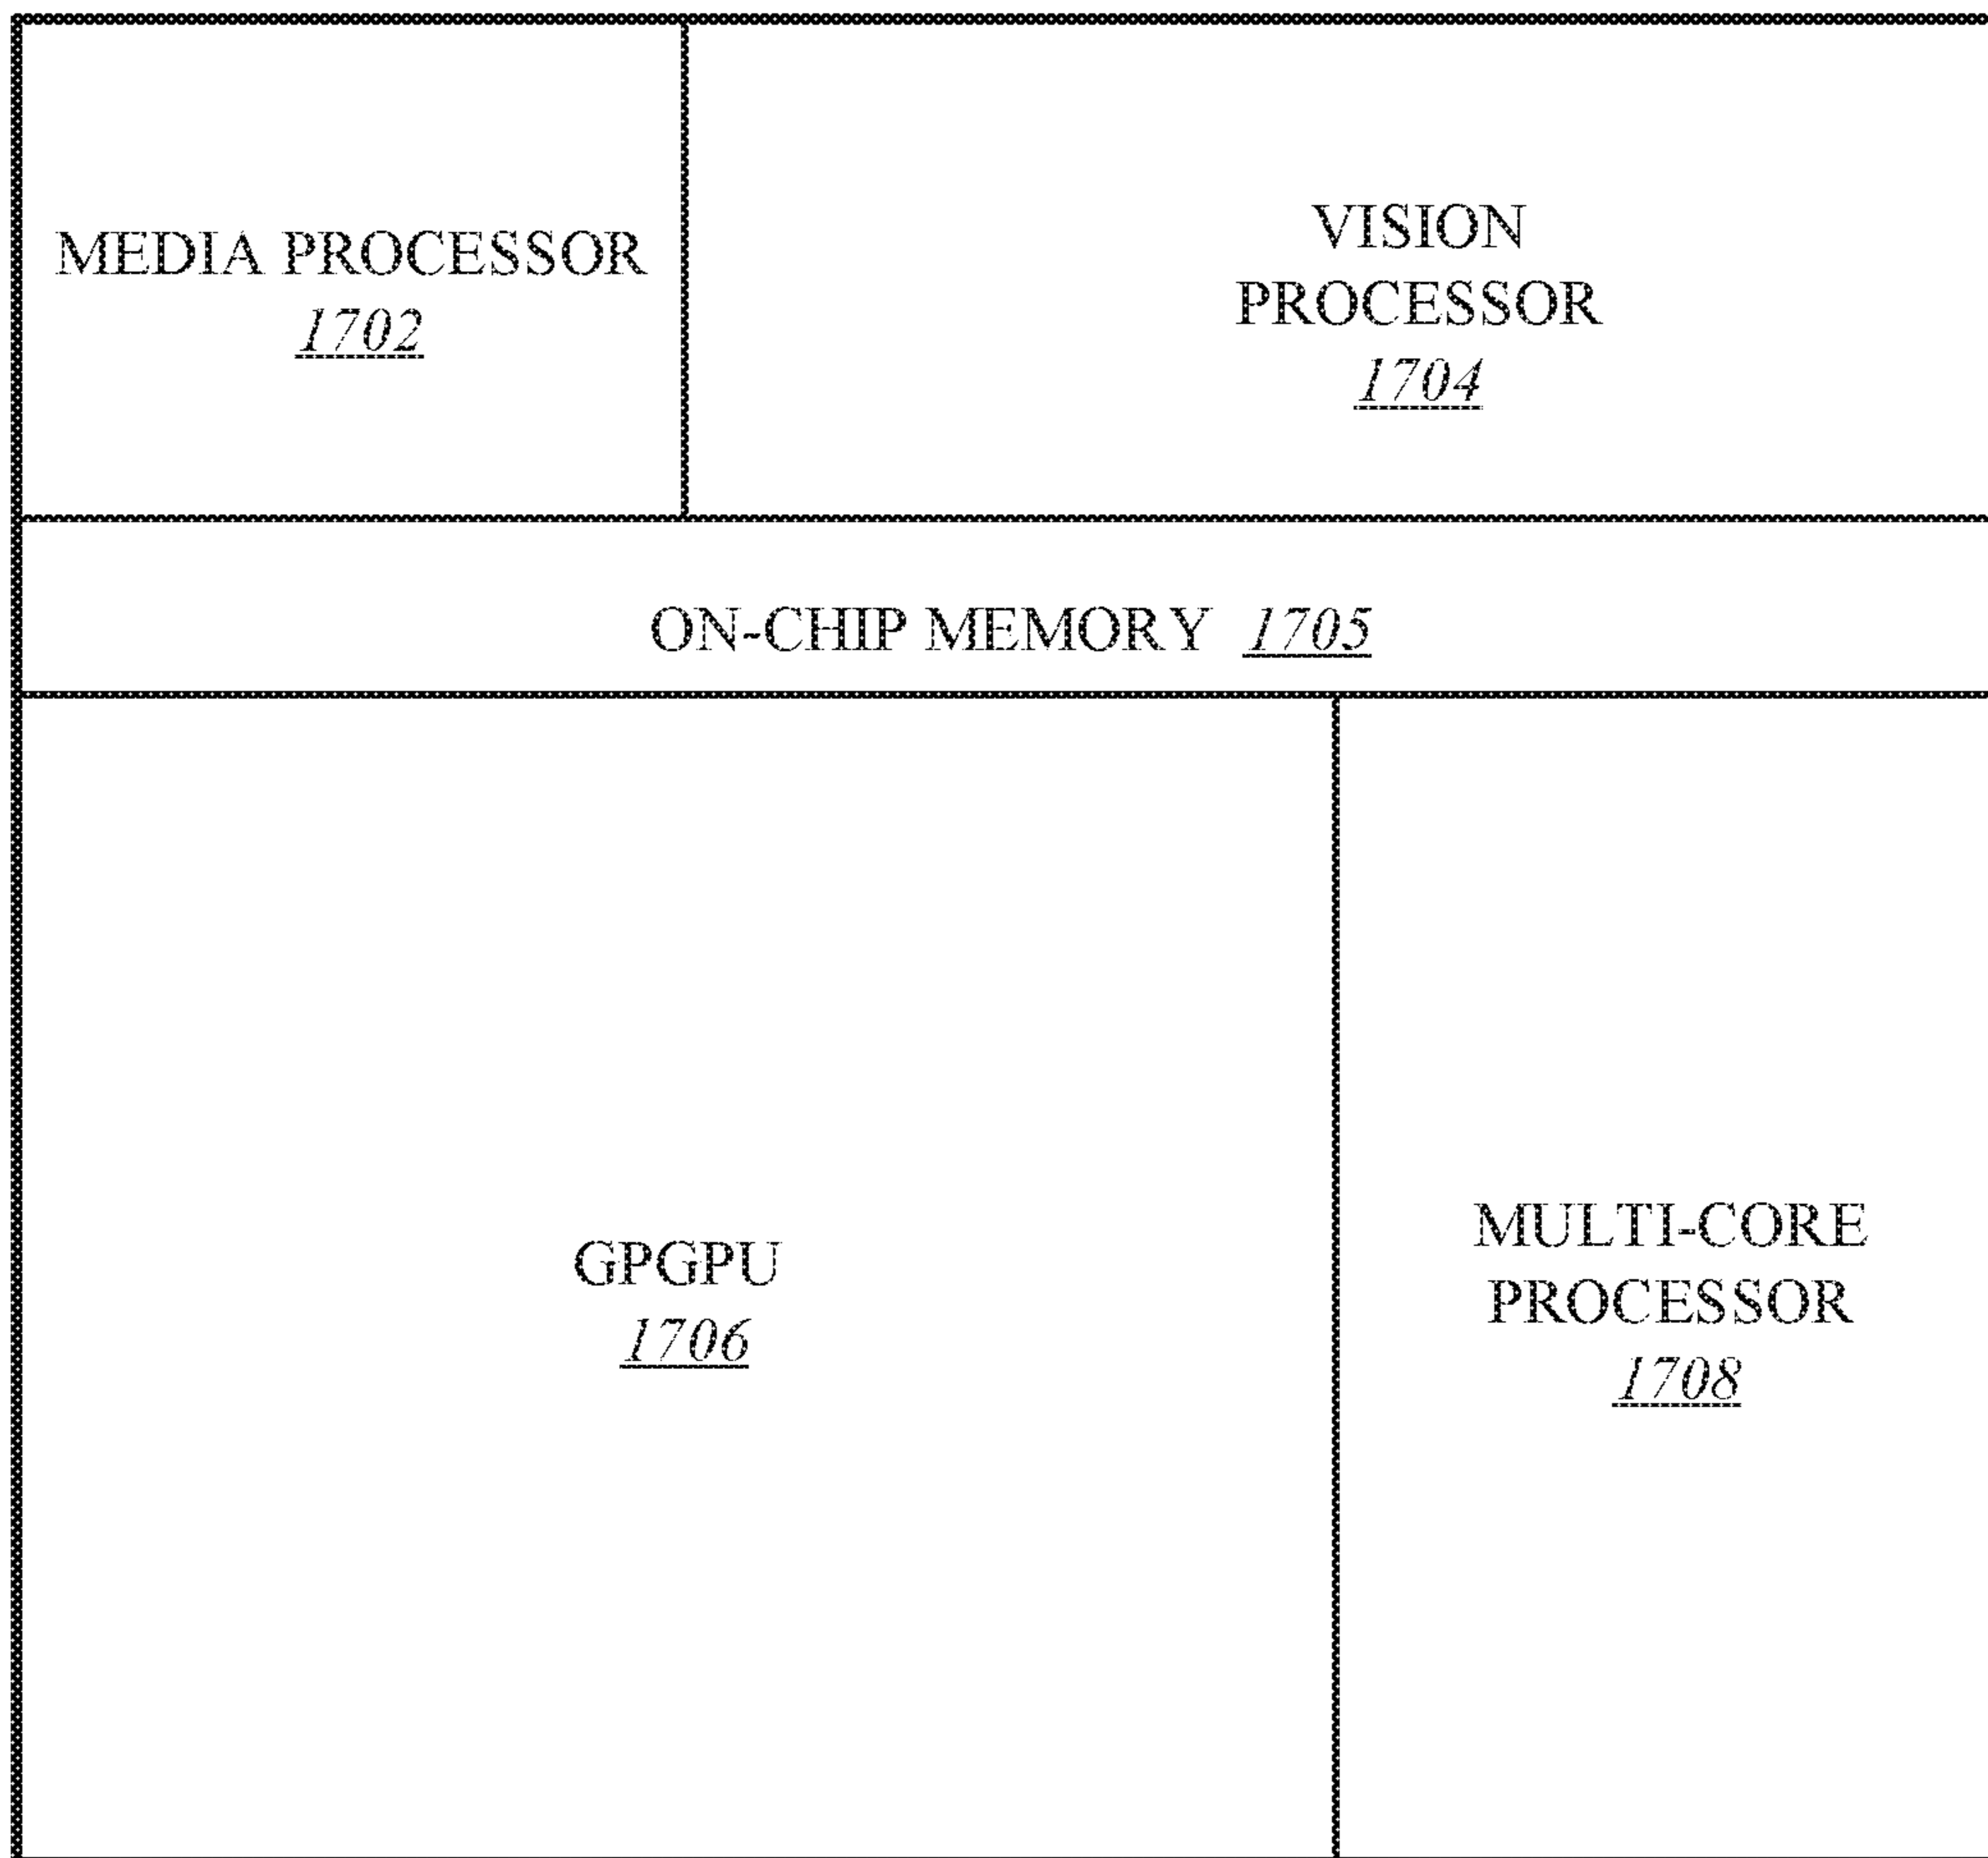 MEDIA PROCESSOR
1702
VISION
PROCESSOR
1704
ON-CHIP MEMORY 1705
GPGPU
1706
MULTI-CORE
PROCESSOR
1708